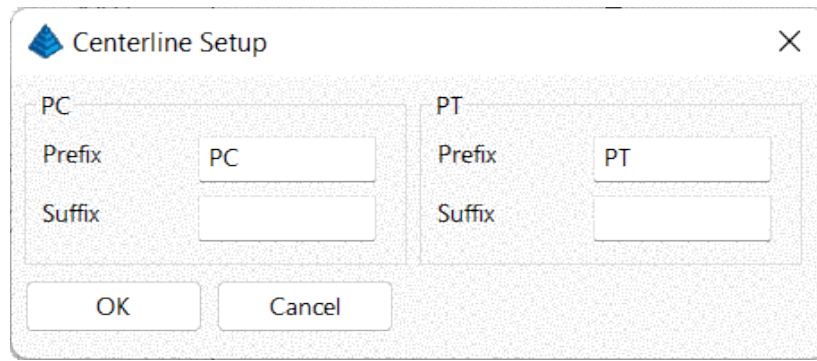 Centerline Setup
PC
Prefix PC
Suffix
PT
Prefix PT
Suffix
OK Cancel